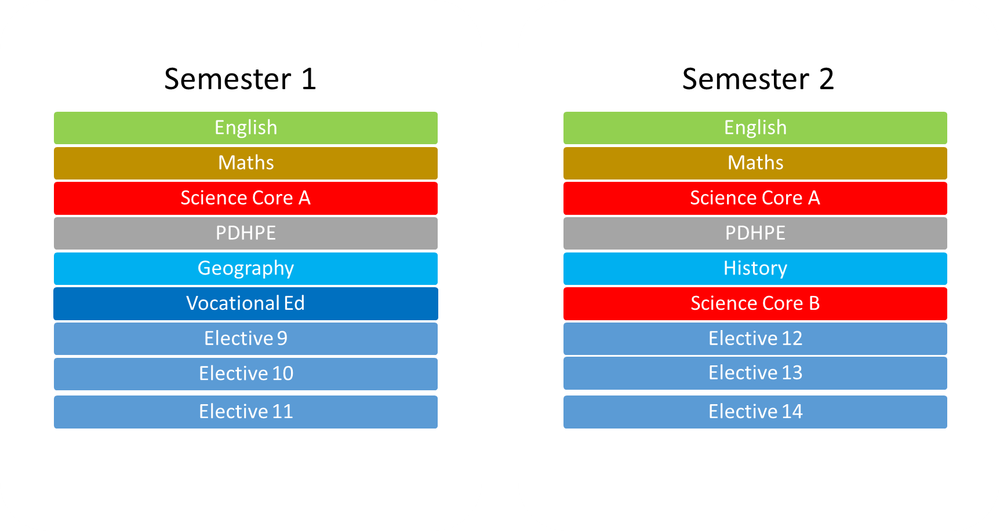 Semester 1
English
Maths
Science Core A
PDHPE
Geography
Vocational Ed
Elective 9
Elective 10
Elective 11
Semester 2
English
Maths
Science Core A
PDHPE
History
Science Core B
Elective 12
Elective 13
Elective 14